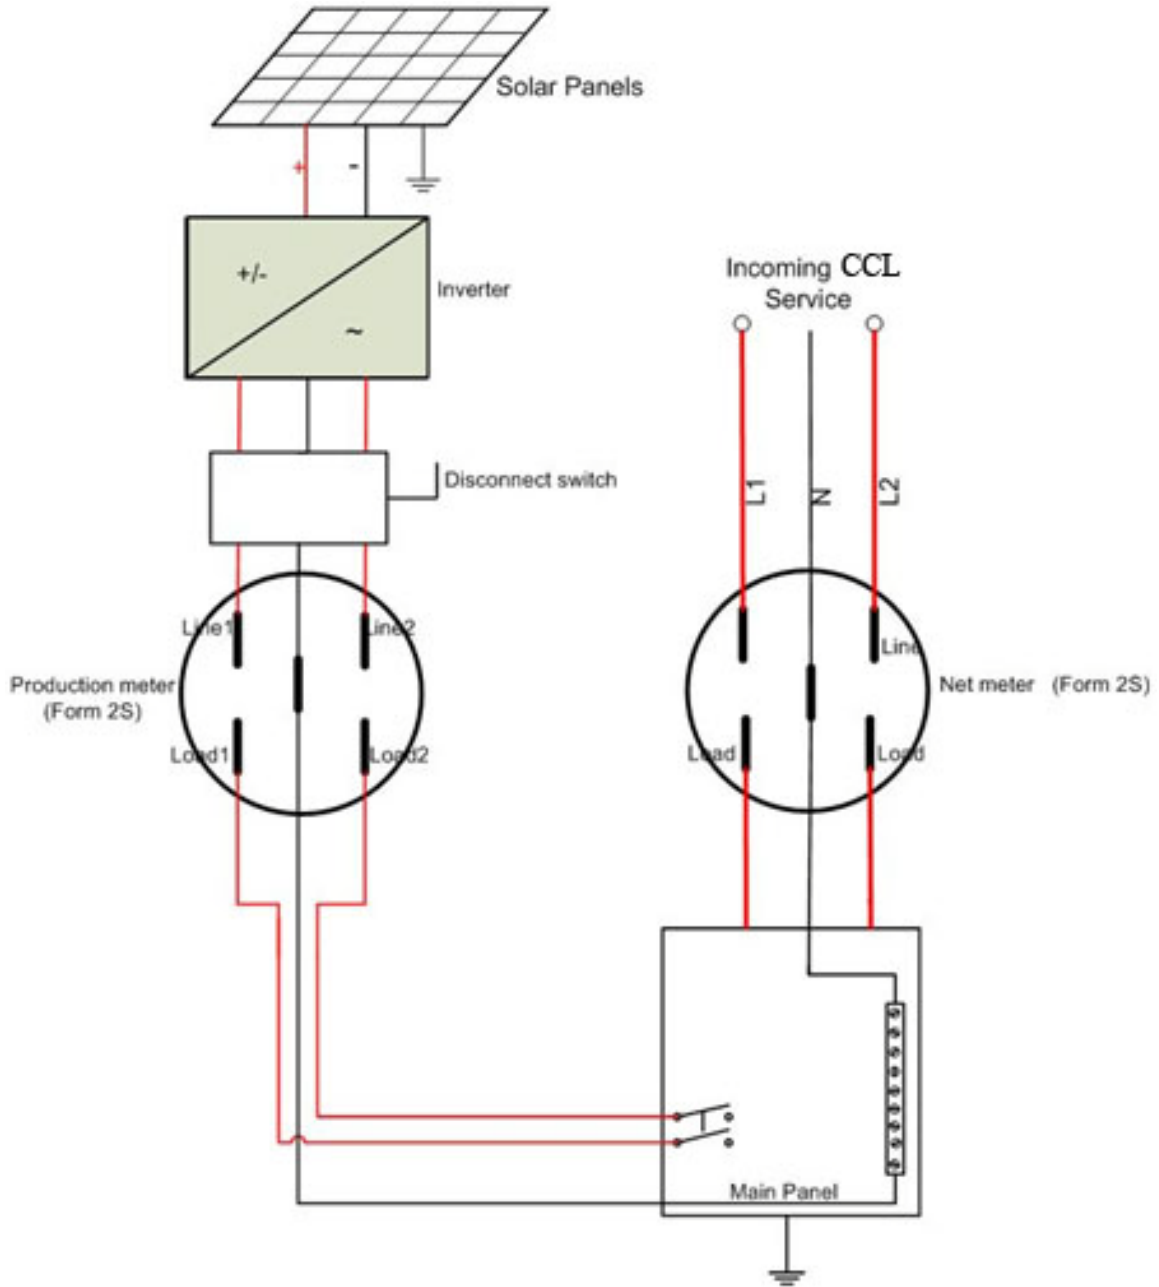 Solar Panels
+
-
+/-
~
Inverter
Incoming CCL
Service
L1
N
L2
Disconnect switch
Line1
Line2
Production meter
(Form 2S)
Load1
Load2
Line
Net meter (Form 2S)
Load
Load
Main Panel